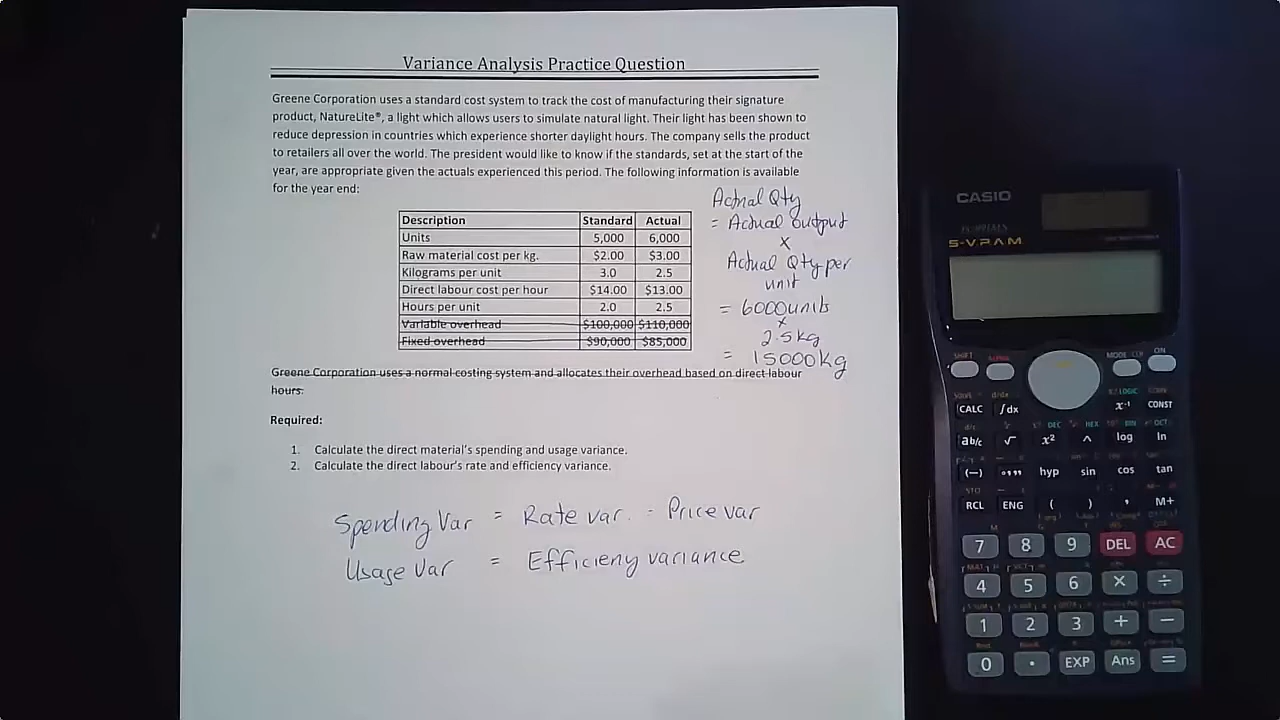 Variance Analysis Practice Question
Greene Corporation uses a standard cost system to track the cost of manufacturing their signature
product, NatureLite®, a light which allows users to simulate natural light. Their light has been shown to
reduce depression in countries which experience shorter daylight hours. The company sells the product
to retailers all over the world. The president would like to know if the standards, set at the start of the
year, are appropriate given the actuals experienced this period. The following information is available
for the year end:
Description Standard Actual
Units 5,000 6,000
Raw material cost per kg. $2.00 $3.00
Kilograms per unit 3.0 2.5
Direct labour cost per hour $14.00 $13.00
Hours per unit 2.0 2.5
Variable overhead $100,000 $110,000
Fixed overhead $90,000 $85,000
Actual Qty
= Actual output
x
Actual Qty per
unit
= 6000units
x
2.5kg
= 15000kg
Greene Corporation uses a normal costing system and allocates their overhead based on direct labour
hours.
Required:
1. Calculate the direct material's spending and usage variance.
2. Calculate the direct labour's rate and efficiency variance.
Spending Var = Rate var. = Price var
Usage Var = Efficieny variance
CASIO
S-V.P.A.M
SHIFT ALPHA MODE ON
CALC ∫dx x⁻¹ CONST
ab/c √ x² ^ log ln
(−) °,,, hyp sin cos tan
RCL ENG ( ) , M+
7 8 9 DEL AC
4 5 6 × ÷
1 2 3 + −
0 . EXP Ans =